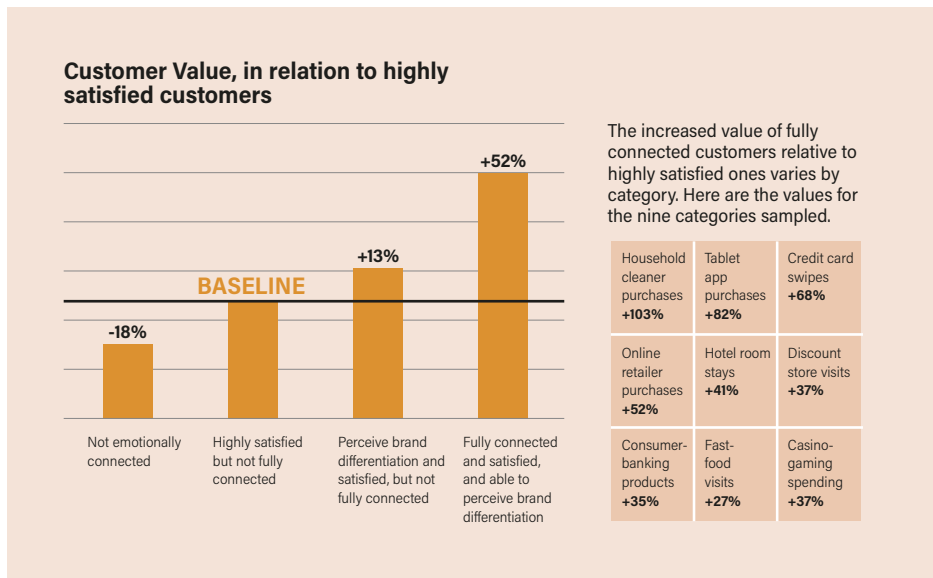 Customer Value, in relation to highly
satisfied customers
+52%
+13%
BASELINE
-18%
Not emotionally
connected
Highly satisfied
but not fully
connected
Perceive brand
differentiation and
satisfied, but not
fully connected
Fully connected
and satisfied,
and able to
perceive brand
differentiation
The increased value of fully
connected customers relative to
highly satisfied ones varies by
category. Here are the values for
the nine categories sampled.
Household
cleaner
purchases
+103%
Tablet
app
purchases
+82%
Credit card
swipes
+68%
Online
retailer
purchases
+52%
Hotel room
stays
+41%
Discount
store visits
+37%
Consumer-
banking
products
+35%
Fast-
food
visits
+27%
Casino-
gaming
spending
+37%